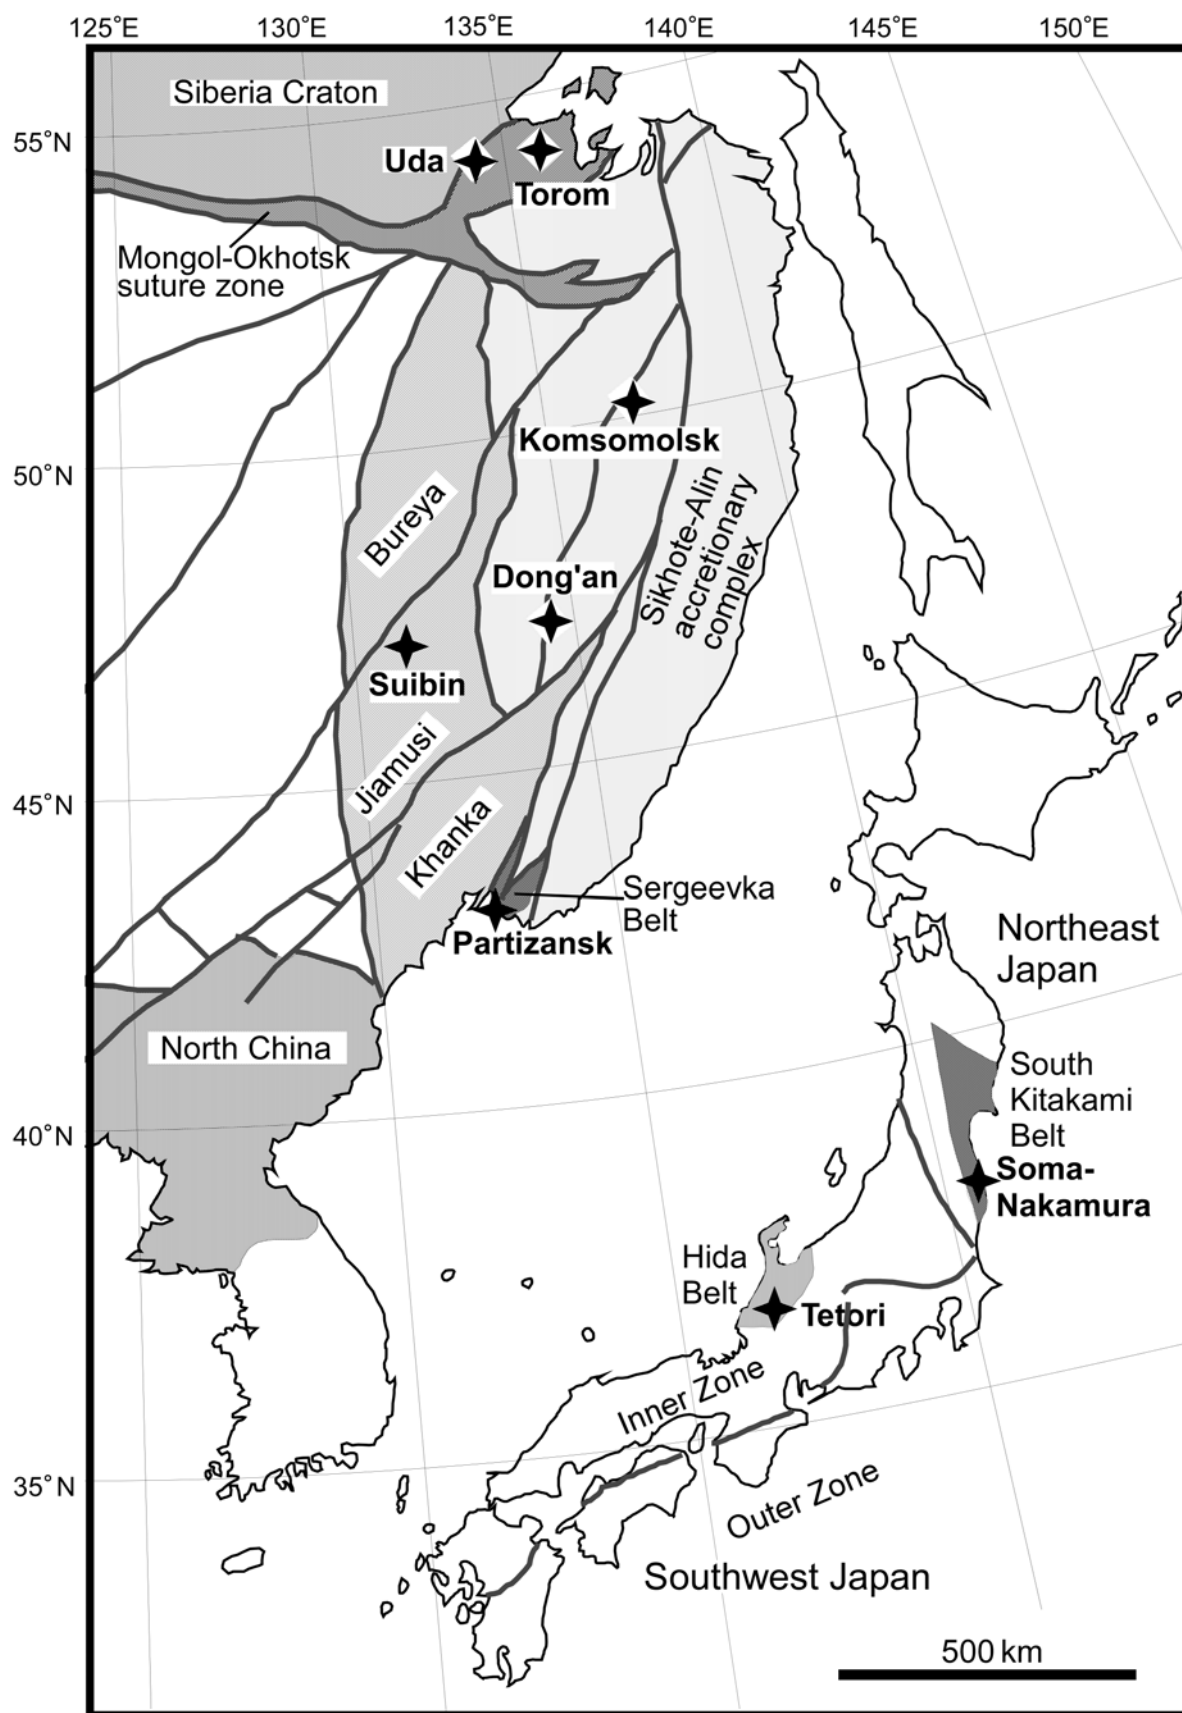 125°E 130°E 135°E 140°E 145°E 150°E
Siberia Craton
55°N
Uda
Torom
Mongol-Okhotsk
suture zone
Komsomolsk
50°N
Bureya
Sikhote-Alin
accretionary
complex
Dong'an
Suibin
Jiamusi
45°N
Khanka
Sergeevka
Belt
Partizansk
Northeast
Japan
North China
South
Kitakami
Belt
40°N
Soma-
Nakamura
Hida
Belt
Tetori
Inner Zone
35°N
Outer Zone
Southwest Japan
500 km